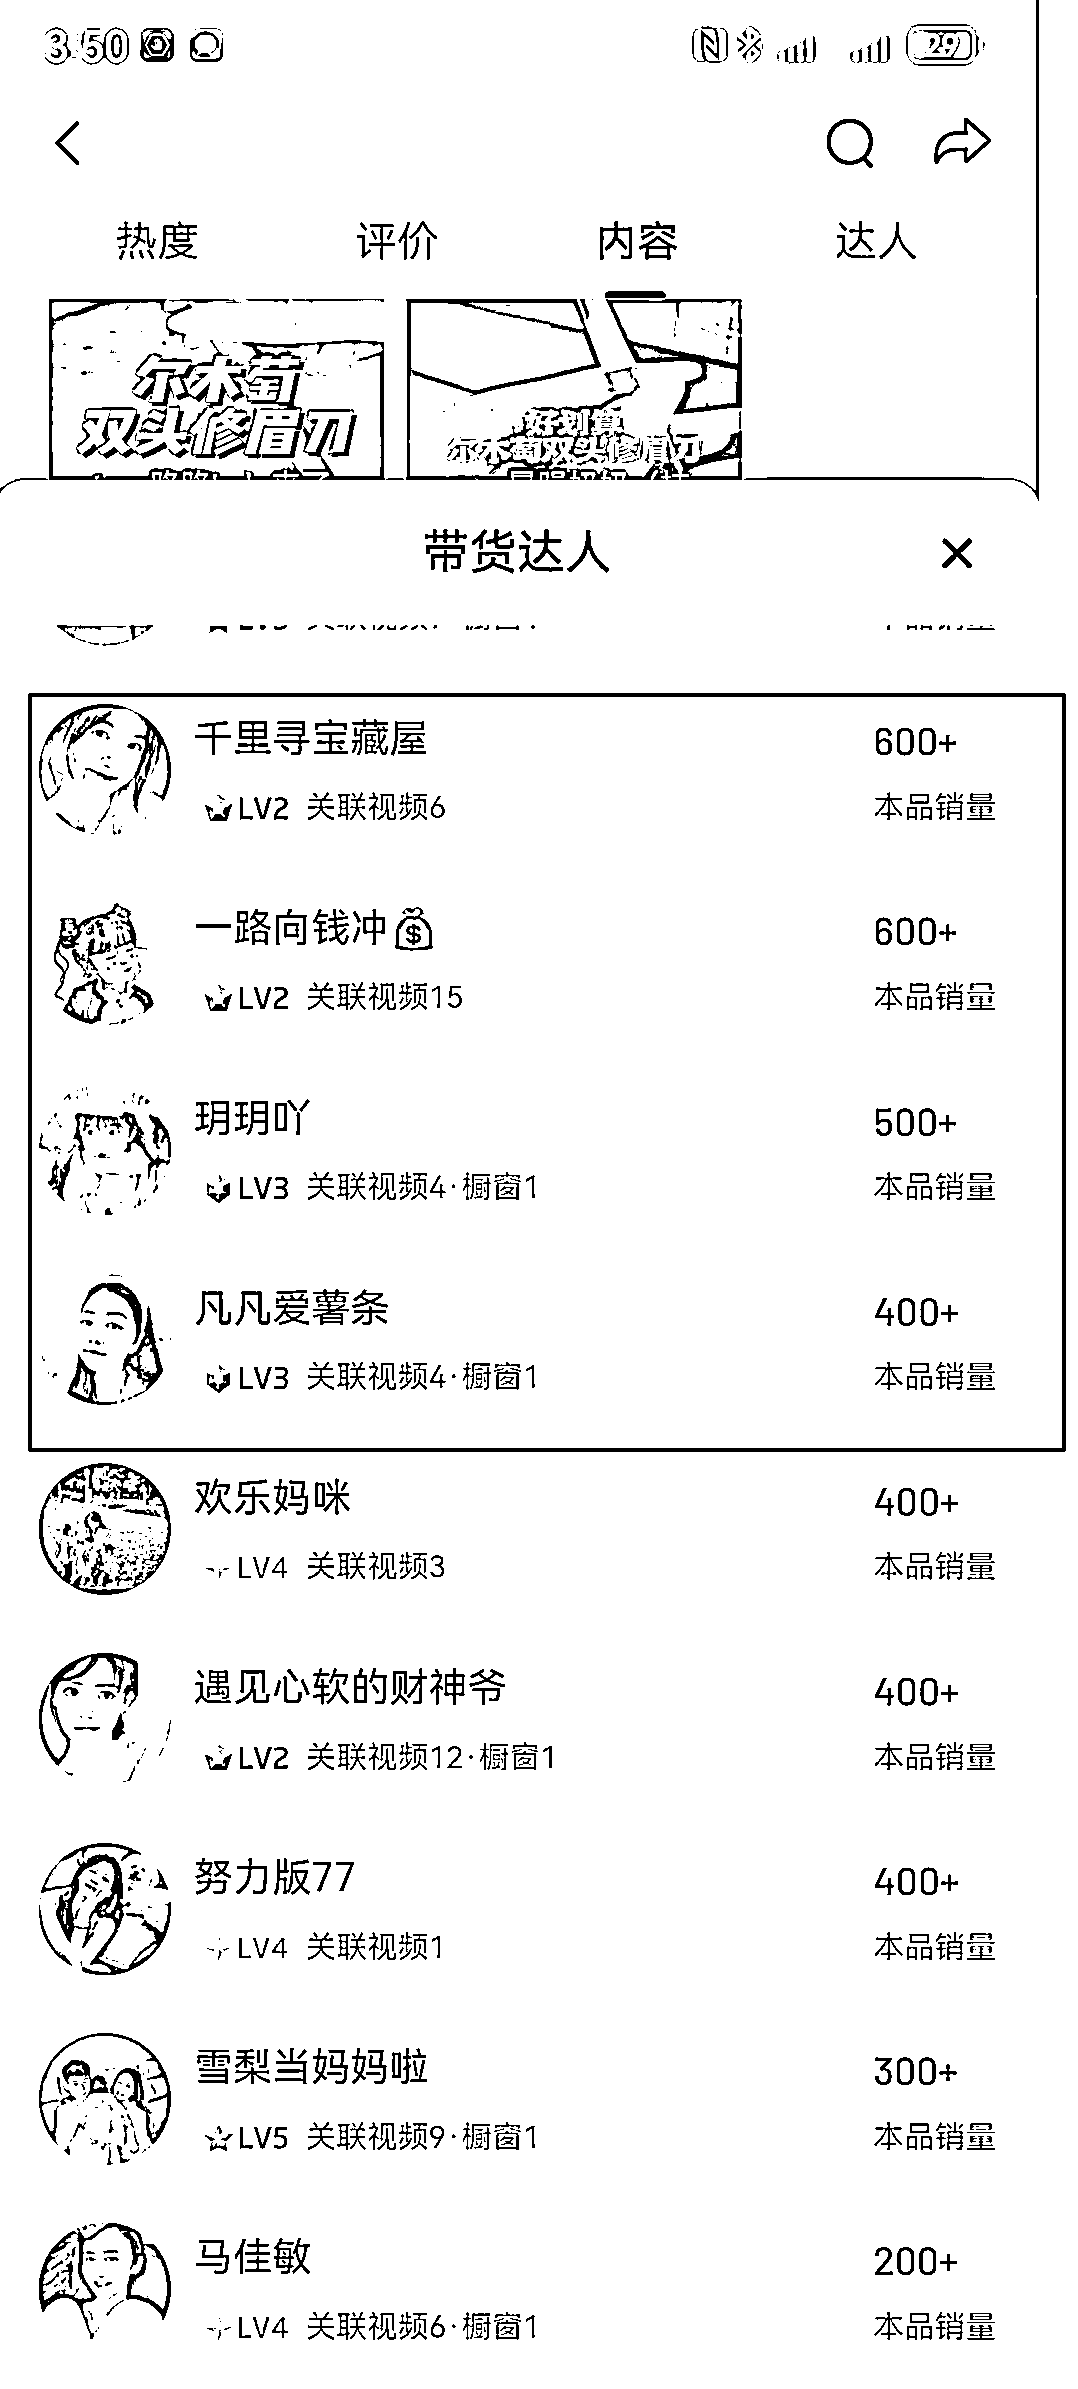 3:50
29
热度 评价 内容 达人
尔木萄
双头修眉刀
好划算
尔木萄双头修眉刀
带货达人
千里寻宝藏屋 600+
LV2 关联视频6 本品销量
一路向钱冲💰 600+
LV2 关联视频15 本品销量
玥玥吖 500+
LV3 关联视频4·橱窗1 本品销量
凡凡爱薯条 400+
LV3 关联视频4·橱窗1 本品销量
欢乐妈咪 400+
LV4 关联视频3 本品销量
遇见心软的财神爷 400+
LV2 关联视频12·橱窗1 本品销量
努力版77 400+
LV4 关联视频1 本品销量
雪梨当妈妈啦 300+
LV5 关联视频9·橱窗1 本品销量
马佳敏 200+
LV4 关联视频6·橱窗1 本品销量